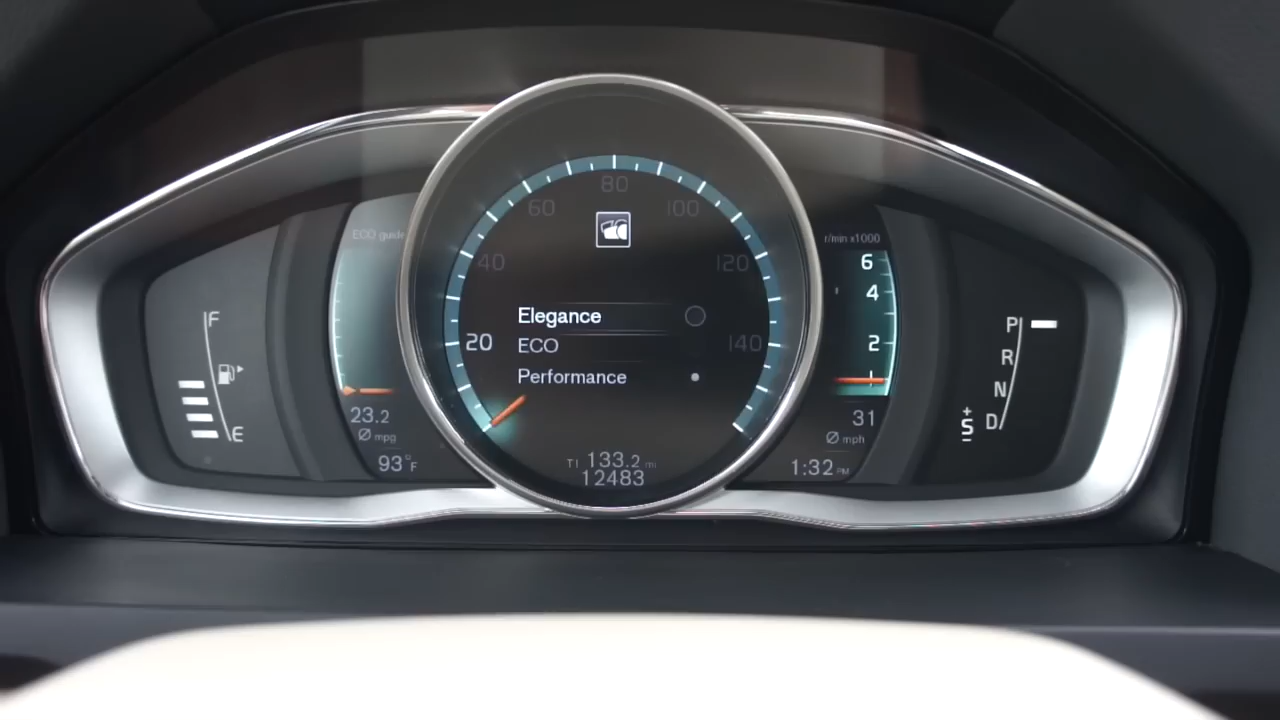 80
60 100
ECO guide
r/min x1000
40 120
6
4
F
Elegance
P
20
ECO
140
2
R
Performance
1
N
23.2
31
+
S
-
D
E
Ø mpg
Ø mph
93°F
T1 133.2 mi
1:32 PM
12483